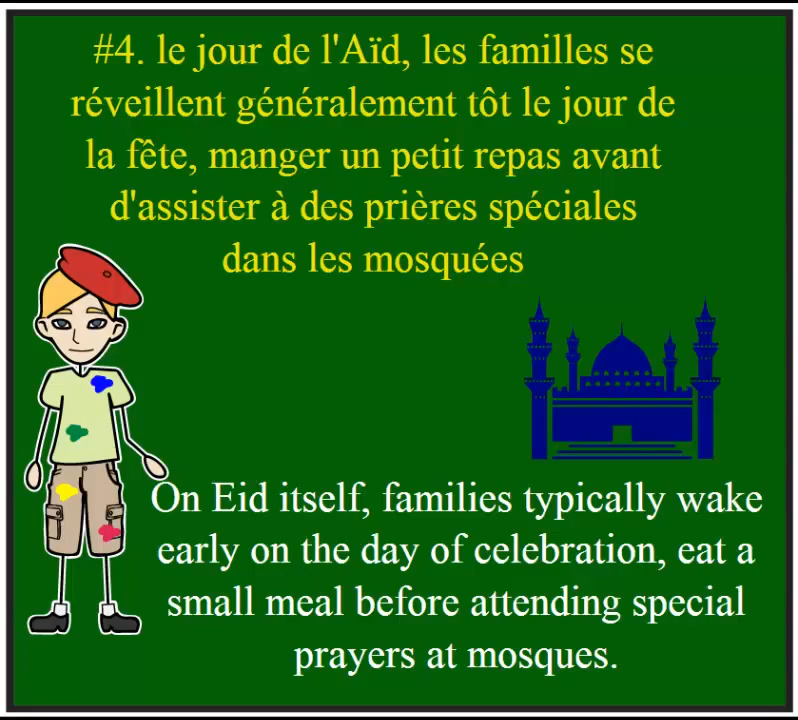 #4. le jour de l'Aïd, les familles se
réveillent généralement tôt le jour de
la fête, manger un petit repas avant
d'assister à des prières spéciales
dans les mosquées
On Eid itself, families typically wake
early on the day of celebration, eat a
small meal before attending special
prayers at mosques.